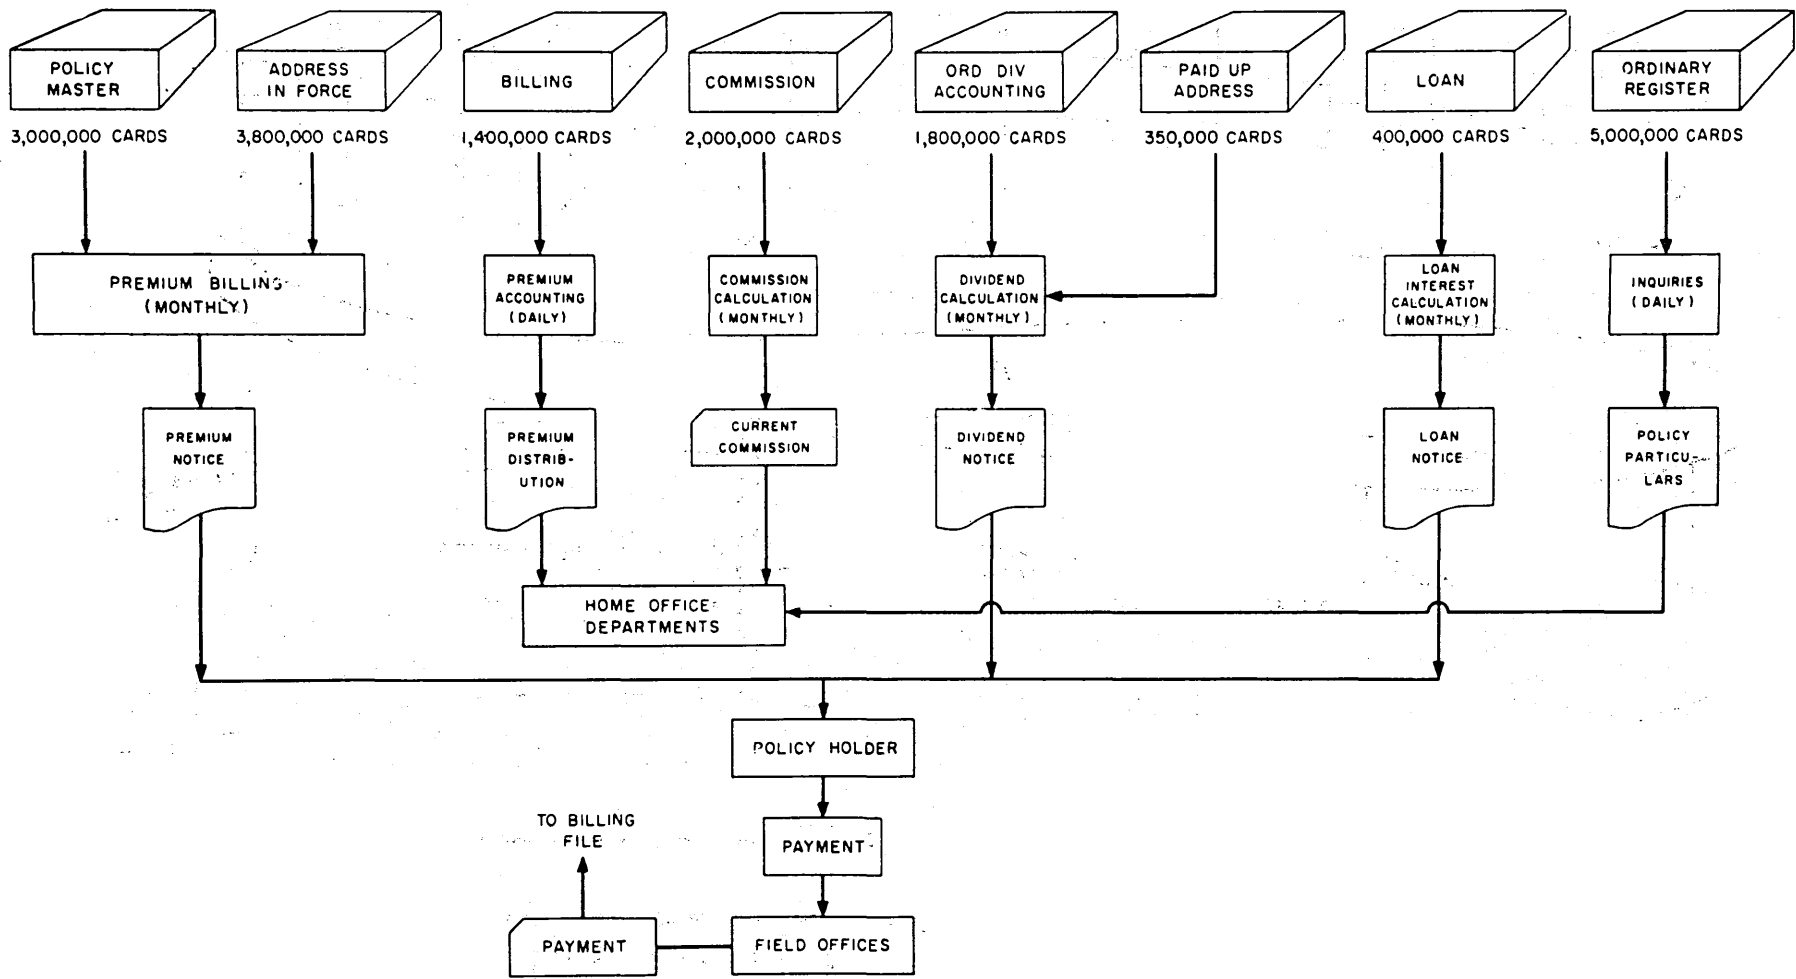 POLICY
MASTER
ADDRESS
IN FORCE
BILLING
COMMISSION
ORD DIV
ACCOUNTING
PAID UP
ADDRESS
LOAN
ORDINARY
REGISTER
3,000,000 CARDS
3,800,000 CARDS
1,400,000 CARDS
2,000,000 CARDS
1,800,000 CARDS
350,000 CARDS
400,000 CARDS
5,000,000 CARDS
PREMIUM BILLING
(MONTHLY)
PREMIUM
ACCOUNTING
(DAILY)
COMMISSION
CALCULATION
(MONTHLY)
DIVIDEND
CALCULATION
(MONTHLY)
LOAN
INTEREST
CALCULATION
(MONTHLY)
INQUIRIES
(DAILY)
PREMIUM
NOTICE
PREMIUM
DISTRIB-
UTION
CURRENT
COMMISSION
DIVIDEND
NOTICE
LOAN
NOTICE
POLICY
PARTICU-
LARS
HOME OFFICE
DEPARTMENTS
POLICY HOLDER
TO BILLING
FILE
PAYMENT
PAYMENT
FIELD OFFICES